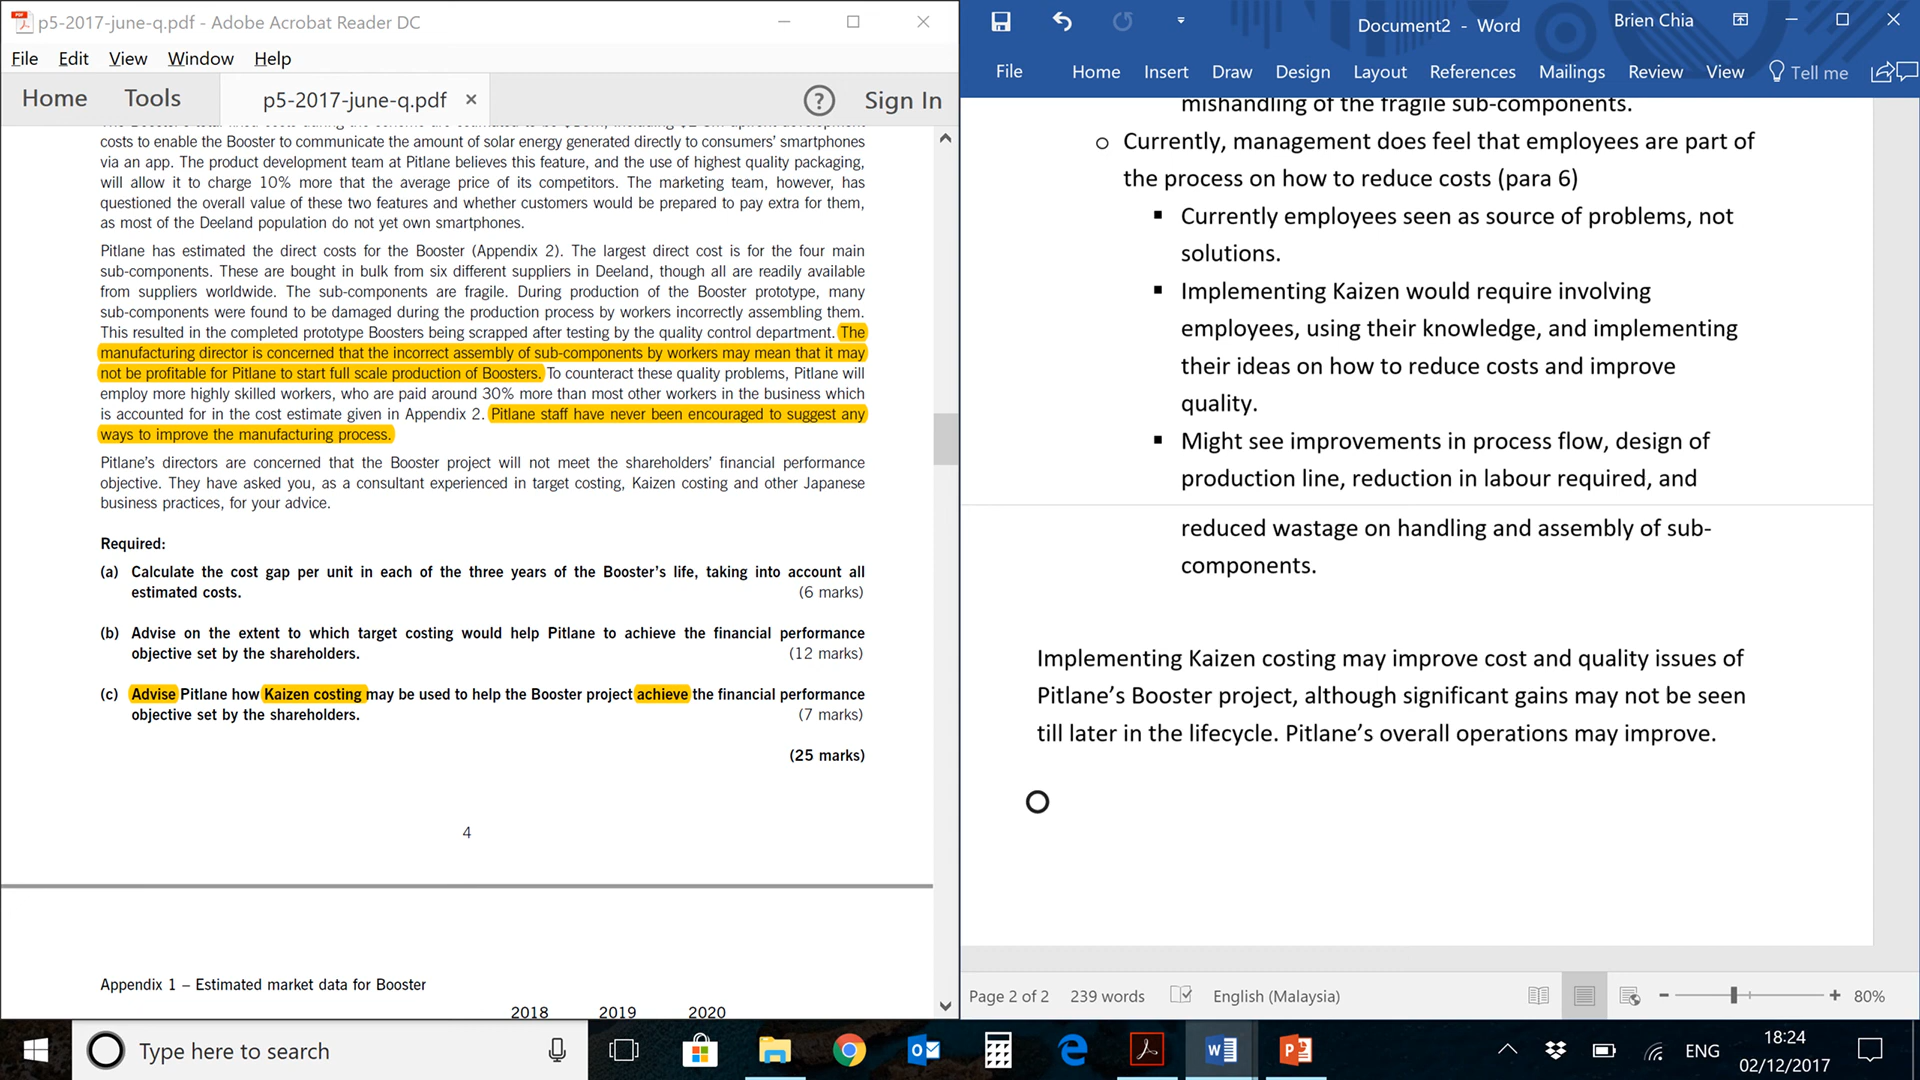 p5-2017-june-q.pdf - Adobe Acrobat Reader DC
File Edit View Window Help
Home Tools p5-2017-june-q.pdf × ? Sign In
costs to enable the Booster to communicate the amount of solar energy generated directly to consumers' smartphones
via an app. The product development team at Pitlane believes this feature, and the use of highest quality packaging,
will allow it to charge 10% more that the average price of its competitors. The marketing team, however, has
questioned the overall value of these two features and whether customers would be prepared to pay extra for them,
as most of the Deeland population do not yet own smartphones.
Pitlane has estimated the direct costs for the Booster (Appendix 2). The largest direct cost is for the four main
sub-components. These are bought in bulk from six different suppliers in Deeland, though all are readily available
from suppliers worldwide. The sub-components are fragile. During production of the Booster prototype, many
sub-components were found to be damaged during the production process by workers incorrectly assembling them.
This resulted in the completed prototype Boosters being scrapped after testing by the quality control department. The
manufacturing director is concerned that the incorrect assembly of sub-components by workers may mean that it may
not be profitable for Pitlane to start full scale production of Boosters. To counteract these quality problems, Pitlane will
employ more highly skilled workers, who are paid around 30% more than most other workers in the business which
is accounted for in the cost estimate given in Appendix 2. Pitlane staff have never been encouraged to suggest any
ways to improve the manufacturing process.
Pitlane's directors are concerned that the Booster project will not meet the shareholders' financial performance
objective. They have asked you, as a consultant experienced in target costing, Kaizen costing and other Japanese
business practices, for your advice.
Required:
(a) Calculate the cost gap per unit in each of the three years of the Booster's life, taking into account all
estimated costs. (6 marks)
(b) Advise on the extent to which target costing would help Pitlane to achieve the financial performance
objective set by the shareholders. (12 marks)
(c) Advise Pitlane how Kaizen costing may be used to help the Booster project achieve the financial performance
objective set by the shareholders. (7 marks)
(25 marks)
4
Appendix 1 – Estimated market data for Booster
2018 2019 2020
Document2 - Word
Brien Chia
File Home Insert Draw Design Layout References Mailings Review View Tell me
mishandling of the fragile sub-components.
o Currently, management does feel that employees are part of
the process on how to reduce costs (para 6)
▪ Currently employees seen as source of problems, not
solutions.
▪ Implementing Kaizen would require involving
employees, using their knowledge, and implementing
their ideas on how to reduce costs and improve
quality.
▪ Might see improvements in process flow, design of
production line, reduction in labour required, and
reduced wastage on handling and assembly of sub-
components.
Implementing Kaizen costing may improve cost and quality issues of
Pitlane's Booster project, although significant gains may not be seen
till later in the lifecycle. Pitlane's overall operations may improve.
Page 2 of 2 239 words English (Malaysia) 80%
Type here to search
ENG
18:24
02/12/2017